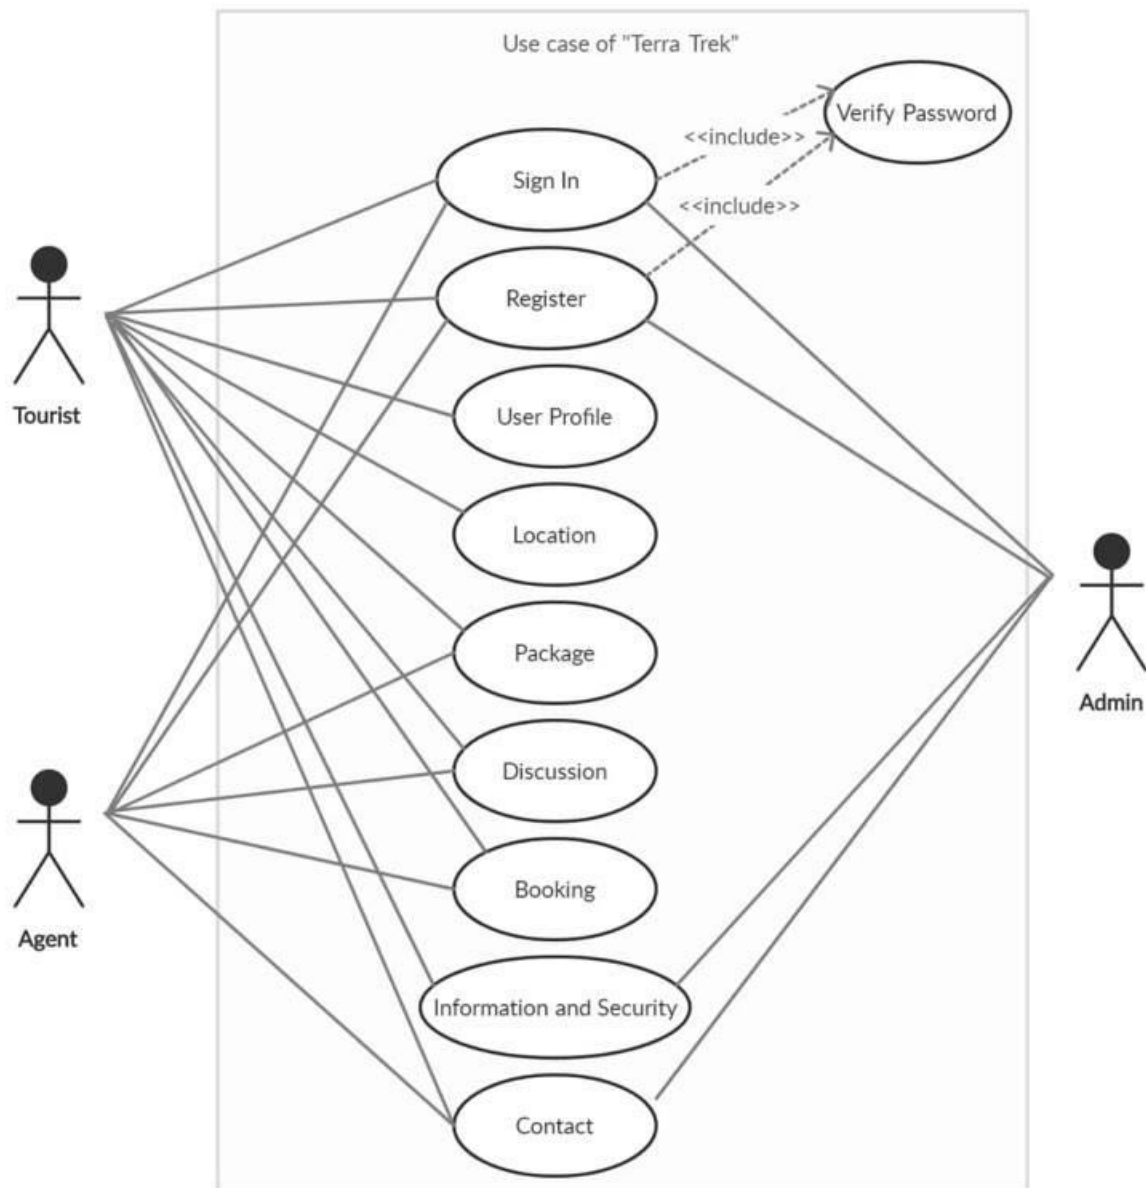 Use case of "Terra Trek"
Verify Password
<<include>>
Sign In
<<include>>
Register
Tourist
User Profile
Location
Package
Admin
Discussion
Booking
Agent
Information and Security
Contact